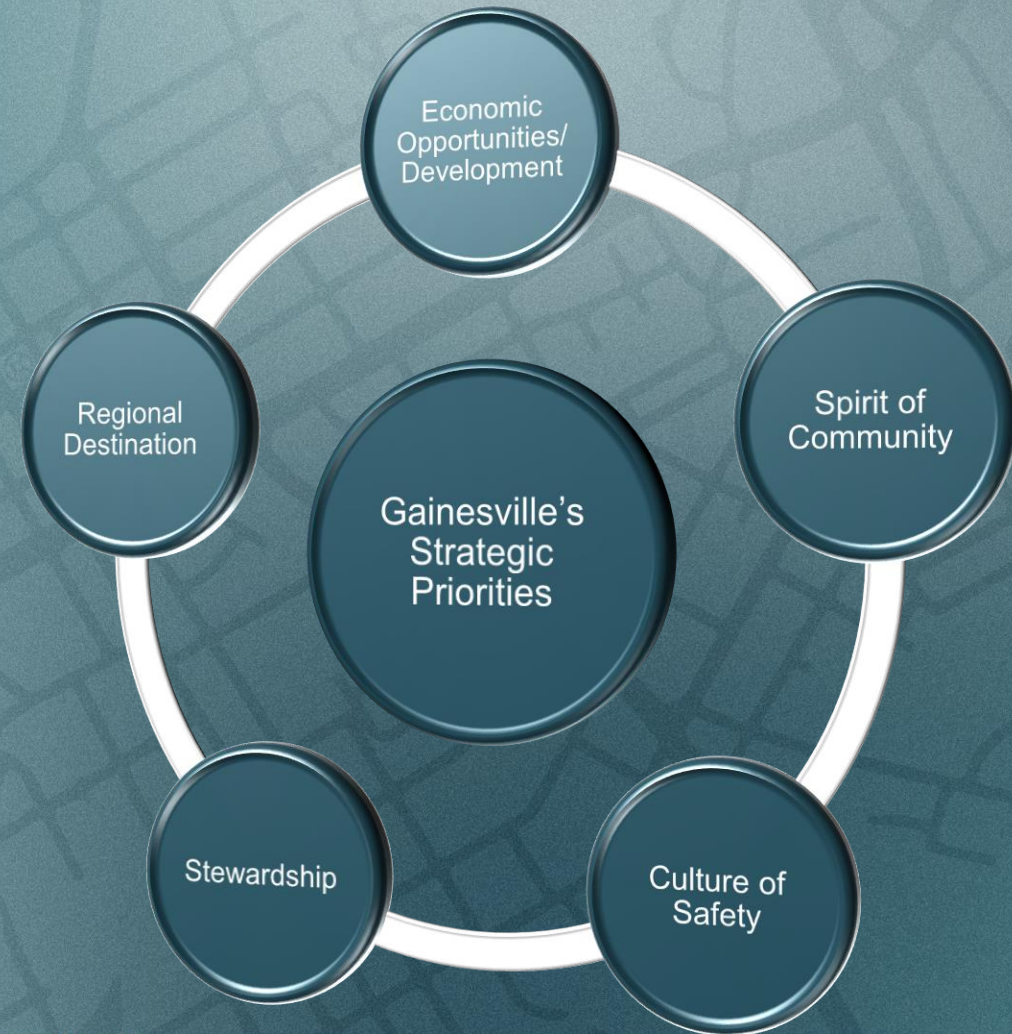 Economic
Opportunities/
Development
Spirit of
Community
Culture of
Safety
Stewardship
Regional
Destination
Gainesville’s
Strategic
Priorities